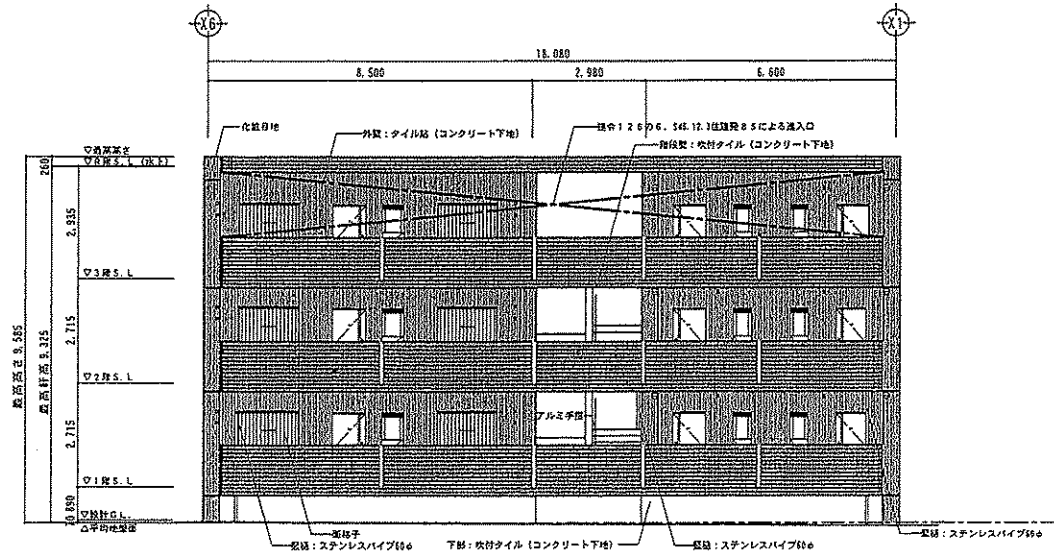 X6
X1
18.080
8.500
2.980
6.600
化粧目地
外壁：タイル貼（コンクリート下地）
進入口
階段壁：吹付タイル（コンクリート下地）
▽最高高さ
▽R階S.L
260
2,935
▽3階S.L
2,715
▽2階S.L
2,715
▽1階S.L
▽設計G.L.
△平均地盤面
最高高さ 9,585
最高軒高 9,325
アルミ手摺
面格子
竪樋：ステンレスパイプ60φ
下部：吹付タイル（コンクリート下地）
竪樋：ステンレスパイプ60φ
竪樋：ステンレスパイプ60φ